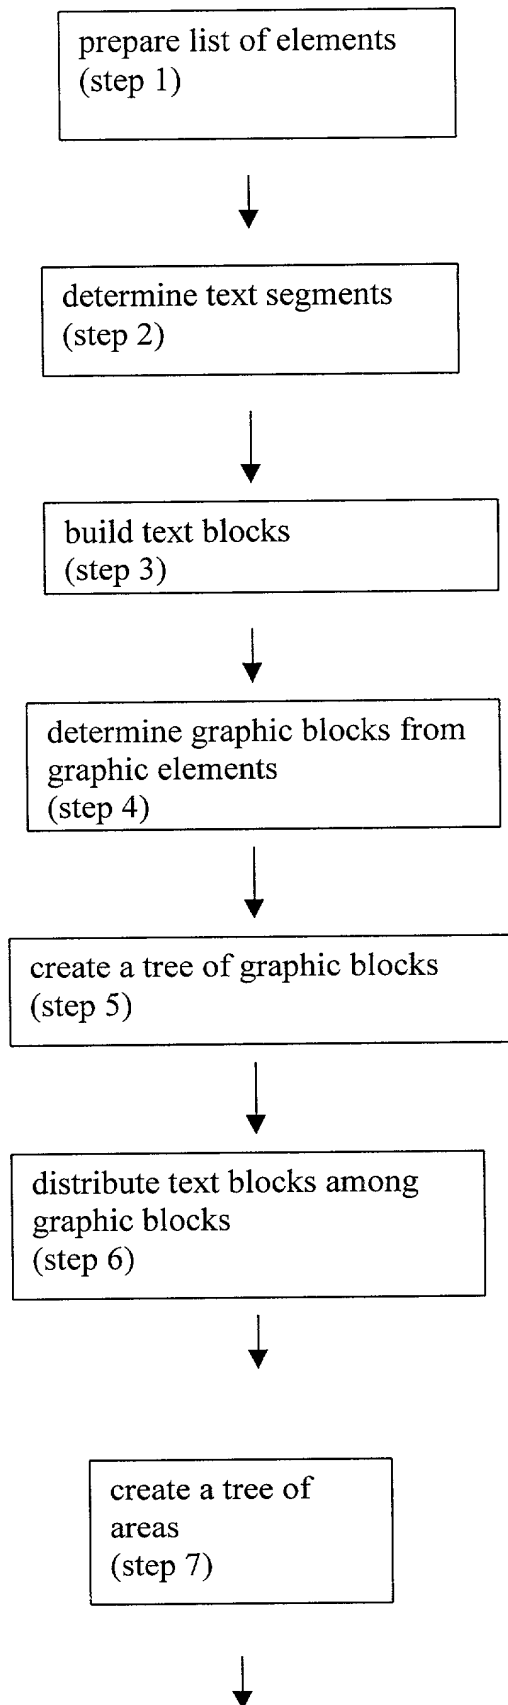 prepare list of elements
(step 1)
determine text segments
(step 2)
build text blocks
(step 3)
determine graphic blocks from
graphic elements
(step 4)
create a tree of graphic blocks
(step 5)
distribute text blocks among
graphic blocks
(step 6)
create a tree of
areas
(step 7)